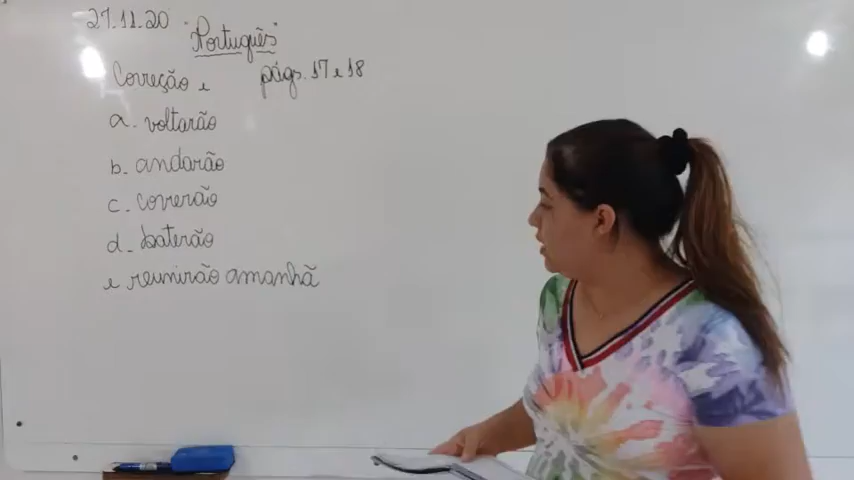 27.11.20
"Português"
Correção e págs. 17 e 18
a. voltarão
b. andarão
c. correrão
d. baterão
e reunirão amanhã